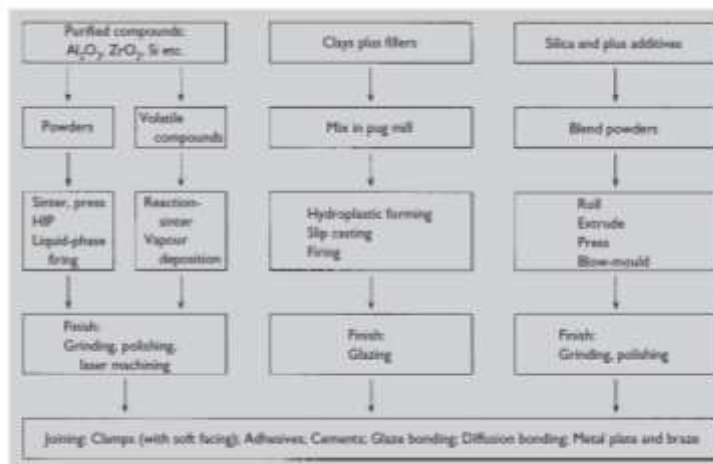 Purified compounds:
Al2O3, ZrO2, Si etc.
Clays plus fillers
Silica and plus additives
Powders
Volatile
compounds
Mix in pug mill
Blend powders
Sinter, press
HIP
Liquid-phase
firing
Reaction-
sinter
Vapour
deposition
Hydroplastic forming
Slip casting
Firing
Roll
Extrude
Press
Blow-mould
Finish:
Grinding, polishing,
laser machining
Finish:
Glazing
Finish:
Grinding, polishing
Joining: Clamps (with soft facing); Adhesives; Cements; Glaze bonding; Diffusion bonding; Metal plate and braze